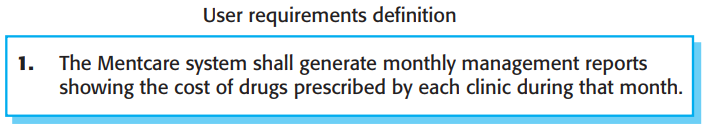 User requirements definition
1. The Mentcare system shall generate monthly management reports
showing the cost of drugs prescribed by each clinic during that month.